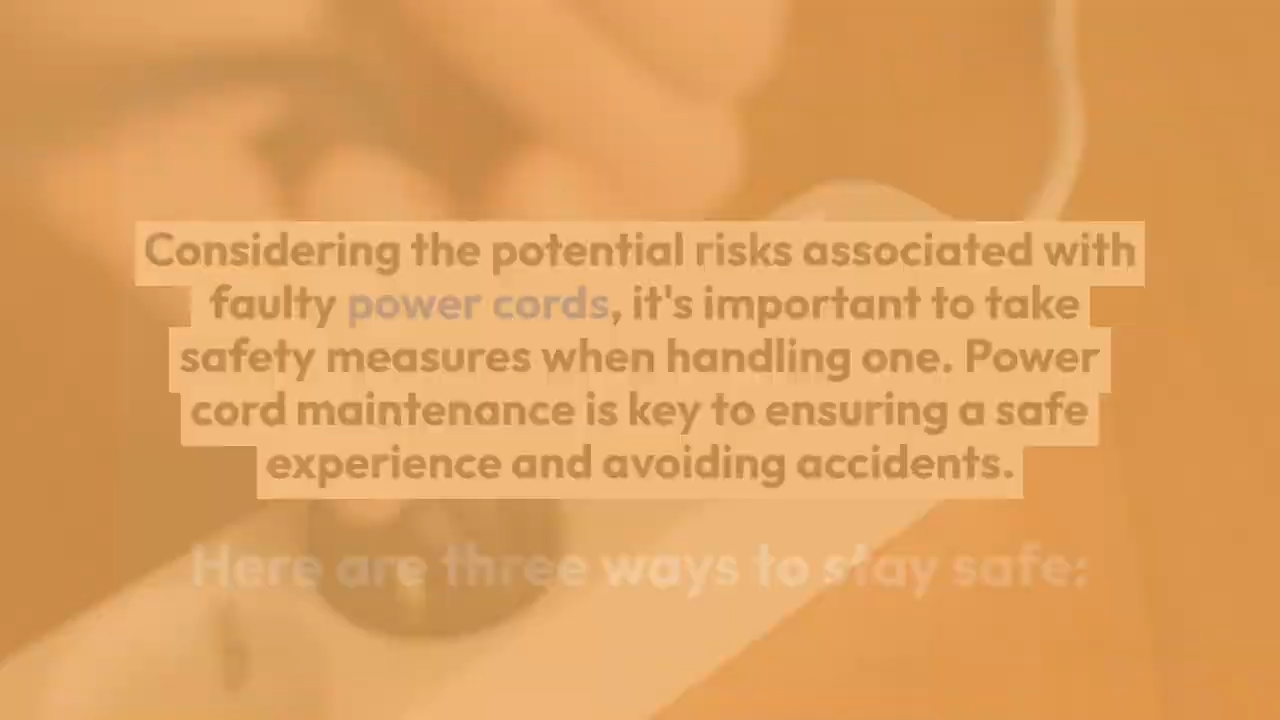 Considering the potential risks associated with
faulty power cords, it's important to take
safety measures when handling one. Power
cord maintenance is key to ensuring a safe
experience and avoiding accidents.
Here are three ways to stay safe: